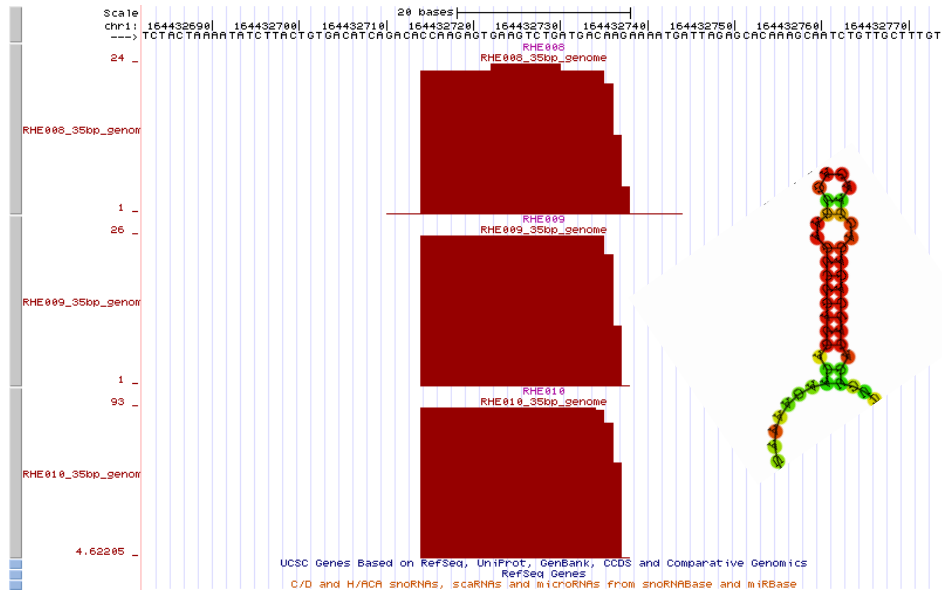 Scale
20 bases
chr1:
164432690 164432700 164432710 164432720 164432730 164432740 164432750 164432760 164432770
--->
TCTACTAAAATATCTTACTGTGACATCAGACACCAAGAGTGAAGTCTGATGACAAGAAAATGATTAGAGCACAAAGCAATCTGTTGCTTTGT
RHE008
24 _
RHE008_35bp_genome
RHE008_35bp_genom
1 _
RHE009
26 _
RHE009_35bp_genome
RHE009_35bp_genom
1 _
RHE010
93 _
RHE010_35bp_genome
RHE010_35bp_genom
4.62205 _
UCSC Genes Based on RefSeq, UniProt, GenBank, CCDS and Comparative Genomics
RefSeq Genes
C/D and H/ACA snoRNAs, scaRNAs and microRNAs from snoRNABase and miRBase